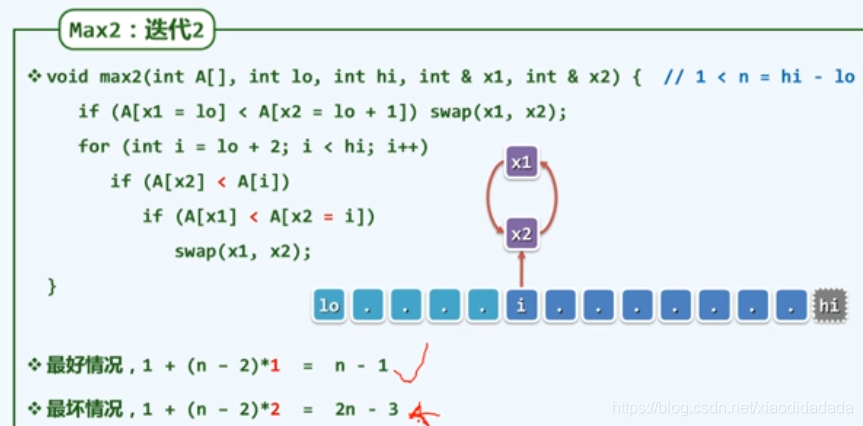 Max2：迭代2
❖void max2(int A[], int lo, int hi, int & x1, int & x2) { // 1 < n = hi - lo
if (A[x1 = lo] < A[x2 = lo + 1]) swap(x1, x2);
for (int i = lo + 2; i < hi; i++)
if (A[x2] < A[i])
if (A[x1] < A[x2 = i])
swap(x1, x2);
}
x1
x2
lo . . . . i . . . . . . . hi
❖最好情况，1 + (n - 2)*1 = n - 1
❖最坏情况，1 + (n - 2)*2 = 2n - 3
https://blog.csdn.net/xiaodidadada